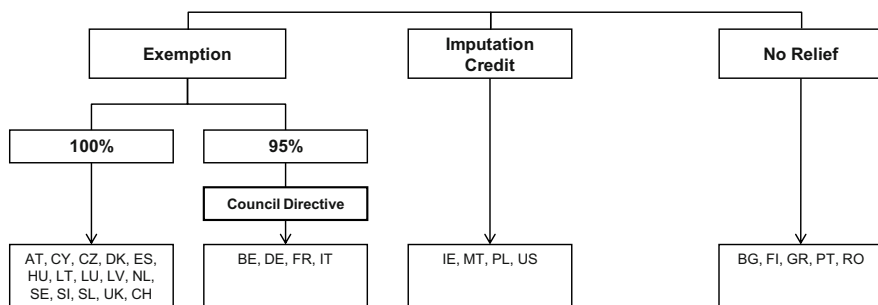 Exemption
Imputation
Credit
No Relief
100%
95%
Council Directive
AT, CY, CZ, DK, ES,
HU, LT, LU, LV, NL,
SE, SI, SL, UK, CH
BE, DE, FR, IT
IE, MT, PL, US
BG, FI, GR, PT, RO